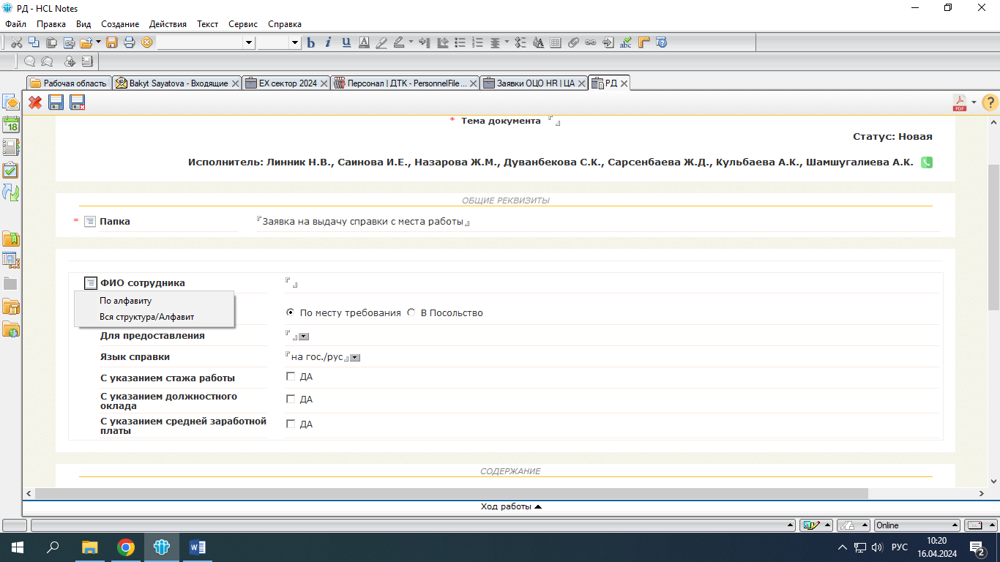 РД - HCL Notes
Файл Правка Вид Создание Действия Текст Сервис Справка
Рабочая область Bakyt Sayatova - Входящие EX сектор 2024 Персонал | ДТК - PersonnelFile ... Заявки ОЦО HR | ЦА РД
* Тема документа
Статус: Новая
Исполнитель: Линник Н.В., Саинова И.Е., Назарова Ж.М., Дуванбекова С.К., Сарсенбаева Ж.Д., Кульбаева А.К., Шамшугалиева А.К.
ОБЩИЕ РЕКВИЗИТЫ
* Папка Заявка на выдачу справки с места работы
ФИО сотрудника
По алфавиту
Вся структура/Алфавит
По месту требования В Посольство
Для предоставления
Язык справки на гос./рус
С указанием стажа работы ДА
С указанием должностного оклада ДА
С указанием средней заработной платы ДА
СОДЕРЖАНИЕ
Ход работы
Online
РУС
10:20
16.04.2024
2